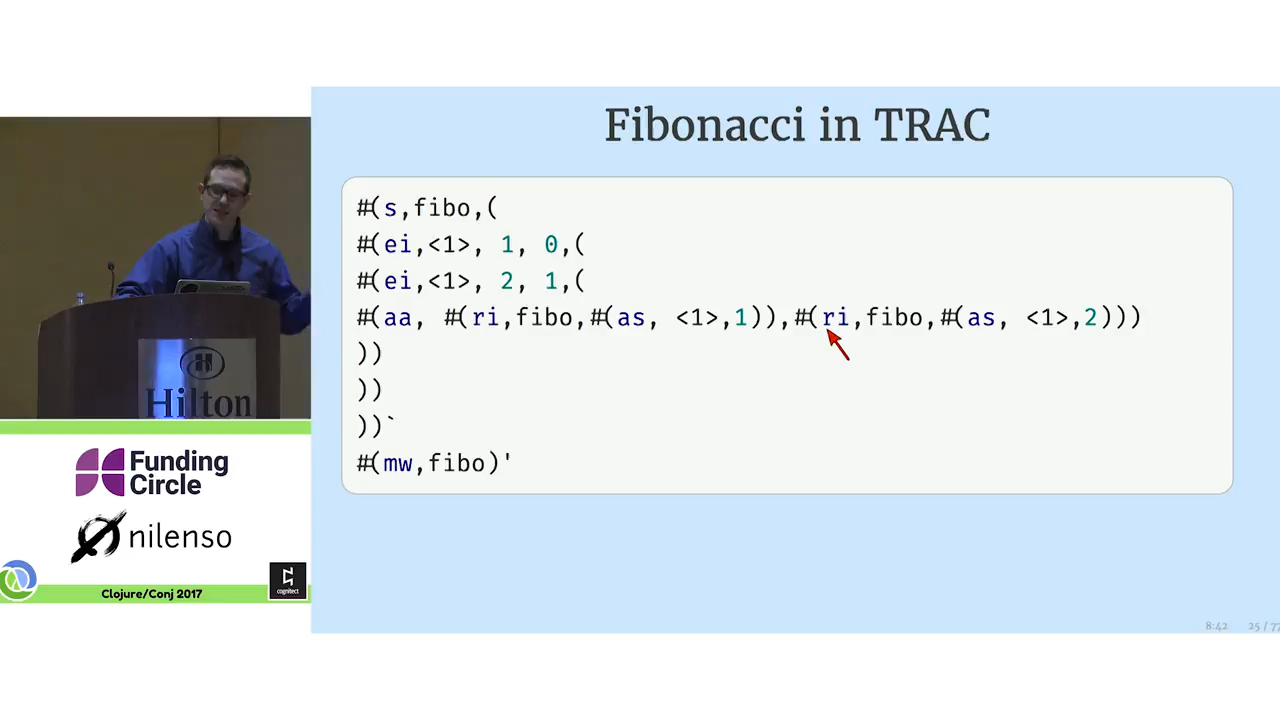 Fibonacci in TRAC
#(s,fibo,(
#(ei,<1>, 1, 0,(
#(ei,<1>, 2, 1,(
#(aa, #(ri,fibo,#(as, <1>,1)),#(ri,fibo,#(as, <1>,2)))
))
))
))`
#(mw,fibo)'
Hilton
Funding
Circle
nilenso
Clojure/Conj 2017
cognitect
8:42 25 / 77